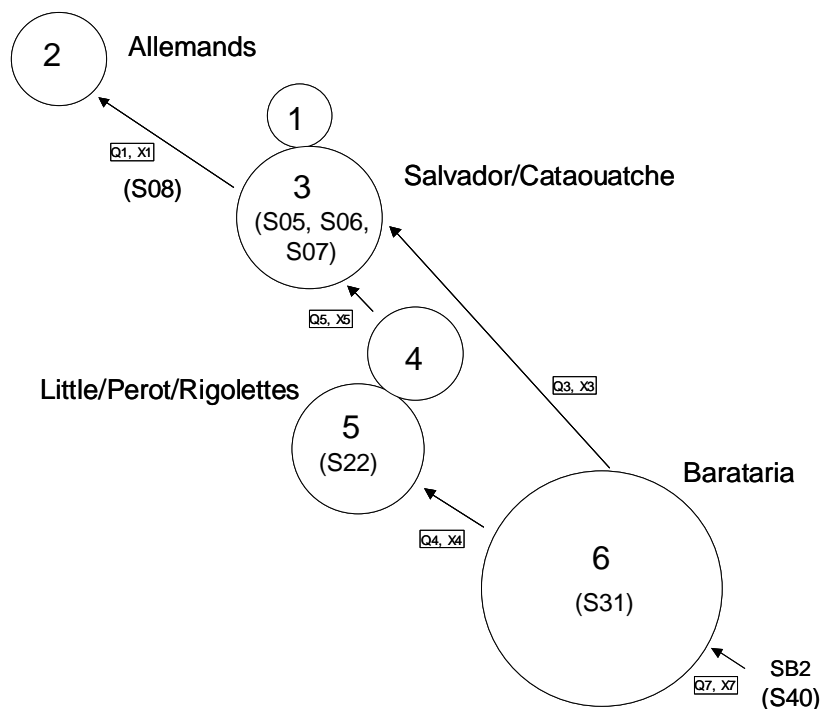 2
Allemands
1
Q1, X1
(S08)
3
(S05, S06,
S07)
Salvador/Cataouatche
Q5, X5
4
Q3, X3
Little/Perot/Rigolettes
5
(S22)
Barataria
Q4, X4
6
(S31)
SB2
(S40)
Q7, X7